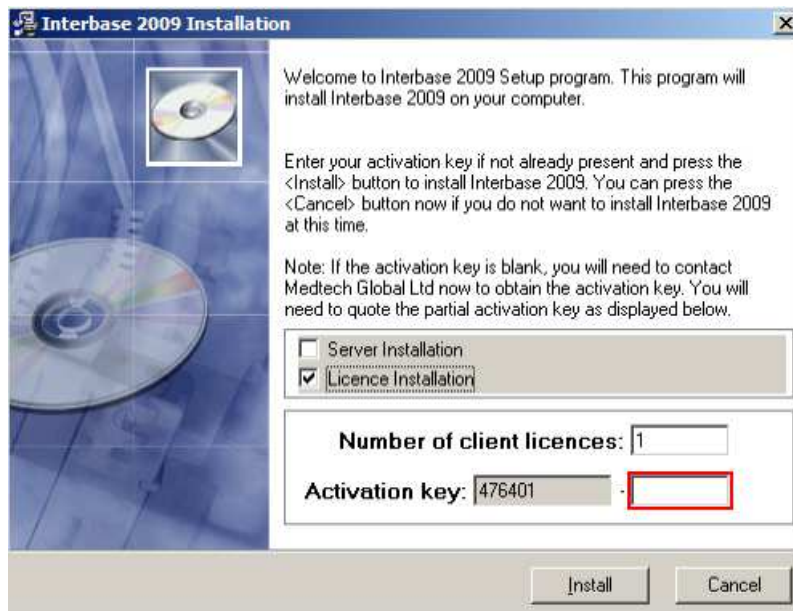 Interbase 2009 Installation
Welcome to Interbase 2009 Setup program. This program will
install Interbase 2009 on your computer.
Enter your activation key if not already present and press the
<Install> button to install Interbase 2009. You can press the
<Cancel> button now if you do not want to install Interbase 2009
at this time.
Note: If the activation key is blank, you will need to contact
Medtech Global Ltd now to obtain the activation key. You will
need to quote the partial activation key as displayed below.
Server Installation
Licence Installation
Number of client licences: 1
Activation key: 476401 -
Install Cancel